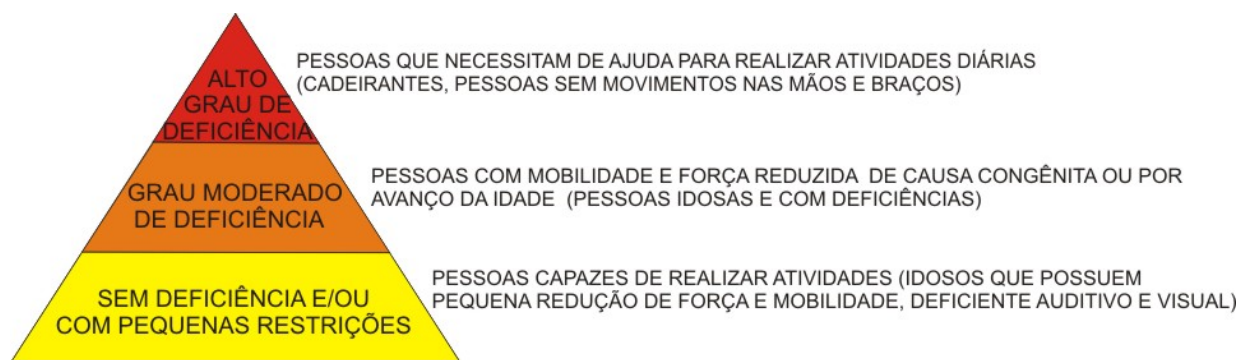 ALTO
GRAU DE
DEFICIÊNCIA
PESSOAS QUE NECESSITAM DE AJUDA PARA REALIZAR ATIVIDADES DIÁRIAS
(CADEIRANTES, PESSOAS SEM MOVIMENTOS NAS MÃOS E BRAÇOS)
GRAU MODERADO
DE DEFICIÊNCIA
PESSOAS COM MOBILIDADE E FORÇA REDUZIDA DE CAUSA CONGÊNITA OU POR
AVANÇO DA IDADE (PESSOAS IDOSAS E COM DEFICIÊNCIAS)
SEM DEFICIÊNCIA E/OU
COM PEQUENAS RESTRIÇÕES
PESSOAS CAPAZES DE REALIZAR ATIVIDADES (IDOSOS QUE POSSUEM
PEQUENA REDUÇÃO DE FORÇA E MOBILIDADE, DEFICIENTE AUDITIVO E VISUAL)